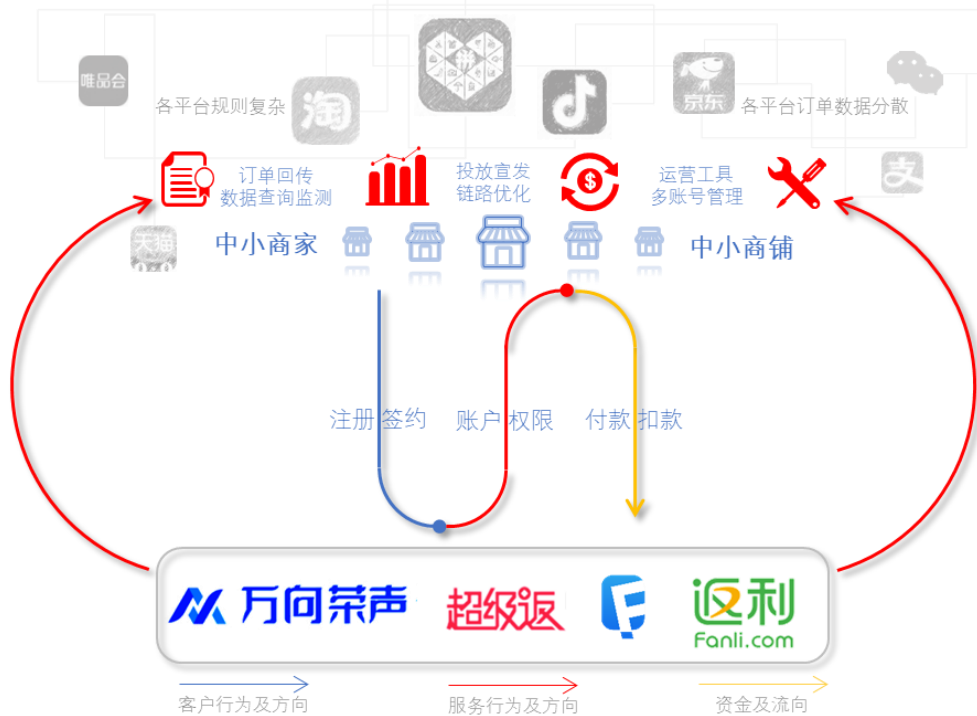 唯品会
淘
拼
京东
各平台规则复杂
各平台订单数据分散
订单回传
数据查询监测
投放宣发
链路优化
运营工具
多账号管理
支
天猫
中小商家
中小商铺
注册 签约
账户 权限
付款 扣款
万向荣声
超级返
返利
Fanli.com
客户行为及方向
服务行为及方向
资金及流向